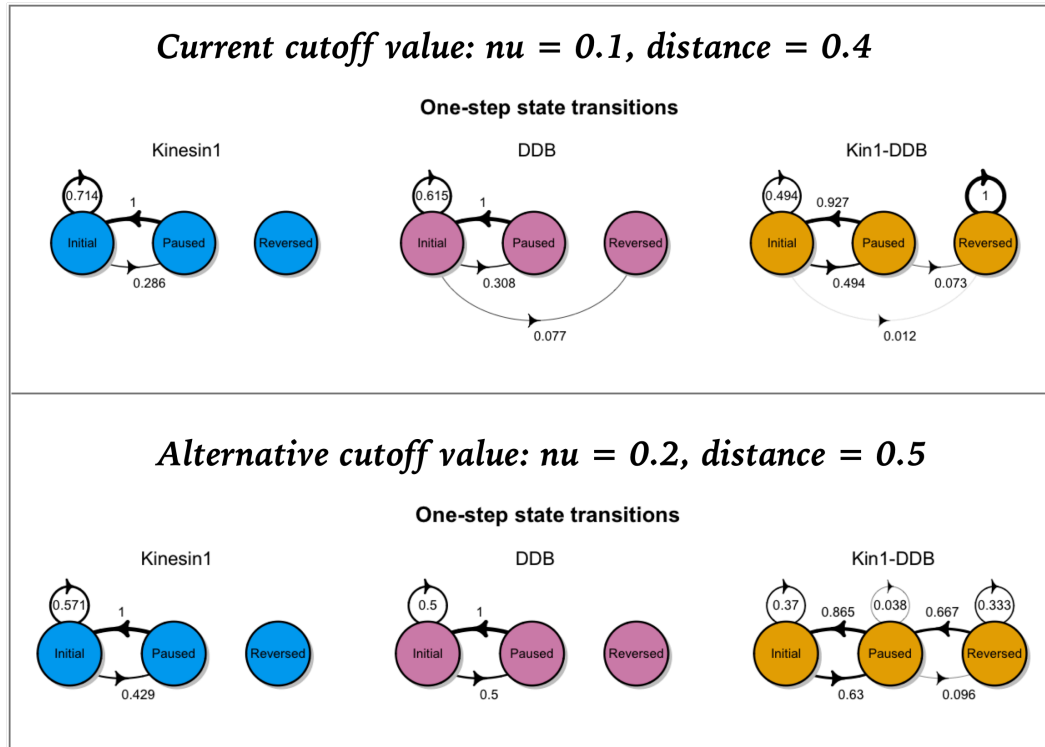 Current cutoff value: nu = 0.1, distance = 0.4
One-step state transitions
Kinesin1
DDB
Kin1-DDB
0.714
1
0.615
1
0.494
0.927
1
Initial
Paused
Reversed
Initial
Paused
Reversed
Initial
Paused
Reversed
0.286
0.308
0.494
0.073
0.077
0.012
Alternative cutoff value: nu = 0.2, distance = 0.5
One-step state transitions
Kinesin1
DDB
Kin1-DDB
0.571
1
0.5
1
0.37
0.865
0.038
0.667
0.333
Initial
Paused
Reversed
Initial
Paused
Reversed
Initial
Paused
Reversed
0.429
0.5
0.63
0.096